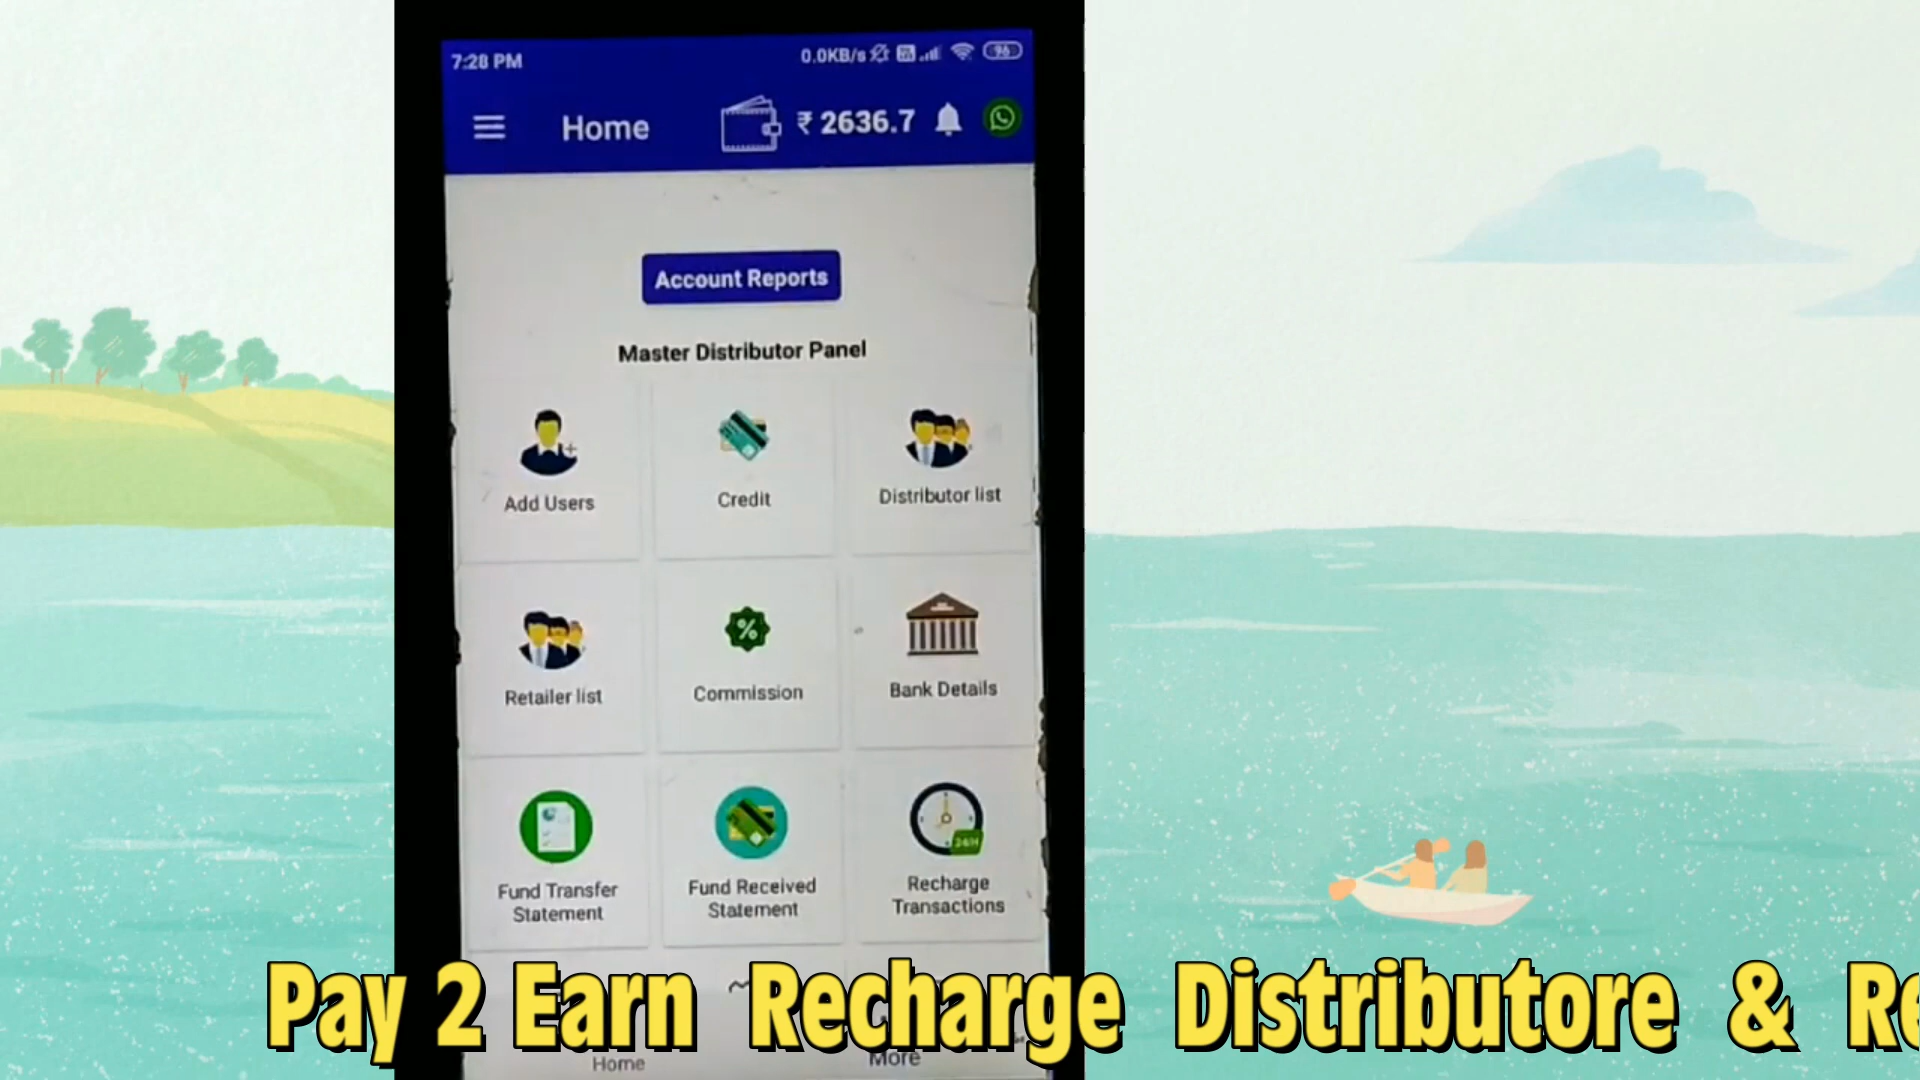 7:28 PM
0.0KB/s
96
Home
₹ 2636.7
Account Reports
Master Distributor Panel
Add Users
Credit
Distributor list
Retailer list
Commission
Bank Details
Fund Transfer
Statement
Fund Received
Statement
24H
Recharge
Transactions
Pay 2 Earn Recharge Distributore & Re
Home
More